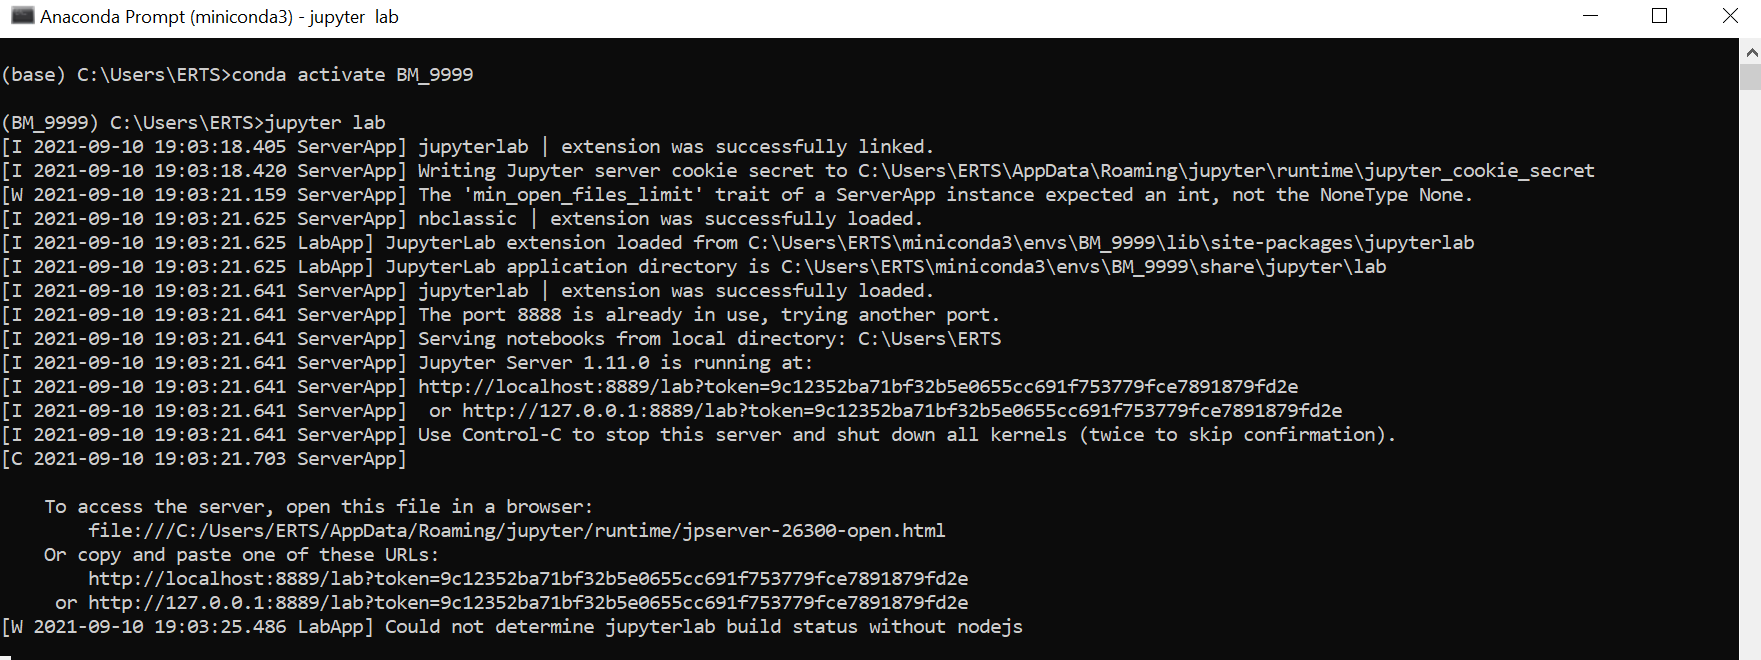 Anaconda Prompt (miniconda3) - jupyter lab
(base) C:\Users\ERTS>conda activate BM_9999
(BM_9999) C:\Users\ERTS>jupyter lab
[I 2021-09-10 19:03:18.405 ServerApp] jupyterlab | extension was successfully linked.
[I 2021-09-10 19:03:18.420 ServerApp] Writing Jupyter server cookie secret to C:\Users\ERTS\AppData\Roaming\jupyter\runtime\jupyter_cookie_secret
[W 2021-09-10 19:03:21.159 ServerApp] The 'min_open_files_limit' trait of a ServerApp instance expected an int, not the NoneType None.
[I 2021-09-10 19:03:21.625 ServerApp] nbclassic | extension was successfully loaded.
[I 2021-09-10 19:03:21.625 LabApp] JupyterLab extension loaded from C:\Users\ERTS\miniconda3\envs\BM_9999\lib\site-packages\jupyterlab
[I 2021-09-10 19:03:21.625 LabApp] JupyterLab application directory is C:\Users\ERTS\miniconda3\envs\BM_9999\share\jupyter\lab
[I 2021-09-10 19:03:21.641 ServerApp] jupyterlab | extension was successfully loaded.
[I 2021-09-10 19:03:21.641 ServerApp] The port 8888 is already in use, trying another port.
[I 2021-09-10 19:03:21.641 ServerApp] Serving notebooks from local directory: C:\Users\ERTS
[I 2021-09-10 19:03:21.641 ServerApp] Jupyter Server 1.11.0 is running at:
[I 2021-09-10 19:03:21.641 ServerApp] http://localhost:8889/lab?token=9c12352ba71bf32b5e0655cc691f753779fce7891879fd2e
[I 2021-09-10 19:03:21.641 ServerApp]  or http://127.0.0.1:8889/lab?token=9c12352ba71bf32b5e0655cc691f753779fce7891879fd2e
[I 2021-09-10 19:03:21.641 ServerApp] Use Control-C to stop this server and shut down all kernels (twice to skip confirmation).
[C 2021-09-10 19:03:21.703 ServerApp]
To access the server, open this file in a browser:
file:///C:/Users/ERTS/AppData/Roaming/jupyter/runtime/jpserver-26300-open.html
Or copy and paste one of these URLs:
http://localhost:8889/lab?token=9c12352ba71bf32b5e0655cc691f753779fce7891879fd2e
or http://127.0.0.1:8889/lab?token=9c12352ba71bf32b5e0655cc691f753779fce7891879fd2e
[W 2021-09-10 19:03:25.486 LabApp] Could not determine jupyterlab build status without nodejs